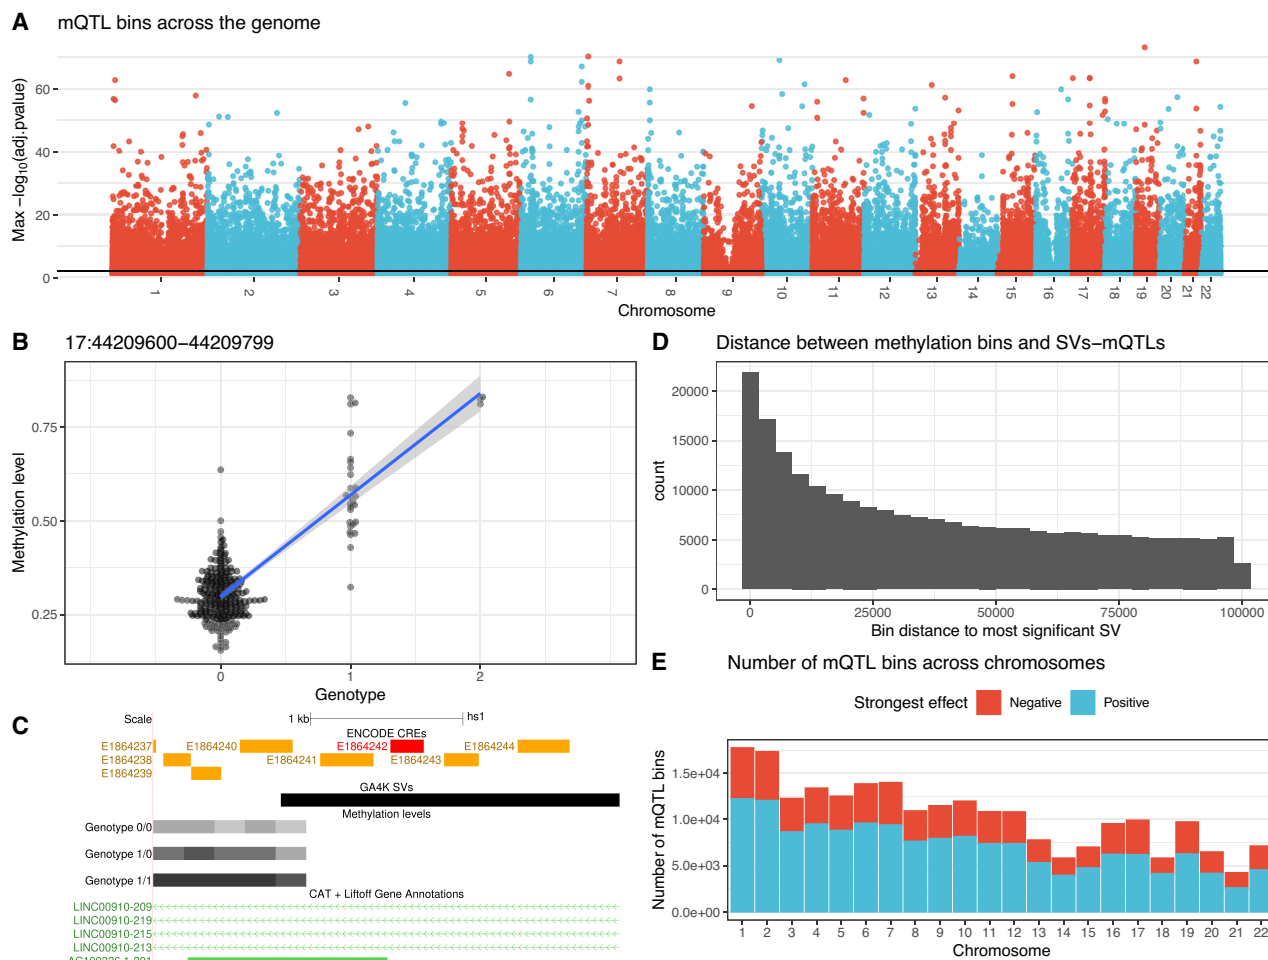 A mQTL bins across the genome
Max −log10(adj.pvalue)
60
40
20
0
1 2 3 4 5 6 7 8 9 10 11 12 13 14 15 16 17 18 19 20 21 22
Chromosome
B 17:44209600−44209799
Methylation level
0.75
0.50
0.25
0 1 2
Genotype
C
Scale 1 kb hs1
ENCODE CREs
E1864237 E1864240 E1864242 E1864244
E1864238 E1864241 E1864243
E1864239
GA4K SVs
Methylation levels
Genotype 0/0
Genotype 1/0
Genotype 1/1
CAT + Liftoff Gene Annotations
LINC00910-209
LINC00910-219
LINC00910-215
LINC00910-213
D Distance between methylation bins and SVs−mQTLs
count
20000
15000
10000
5000
0
0 25000 50000 75000 100000
Bin distance to most significant SV
E Number of mQTL bins across chromosomes
Strongest effect Negative Positive
Number of mQTL bins
1.5e+04
1.0e+04
5.0e+03
0.0e+00
1 2 3 4 5 6 7 8 9 10 11 12 13 14 15 16 17 18 19 20 21 22
Chromosome